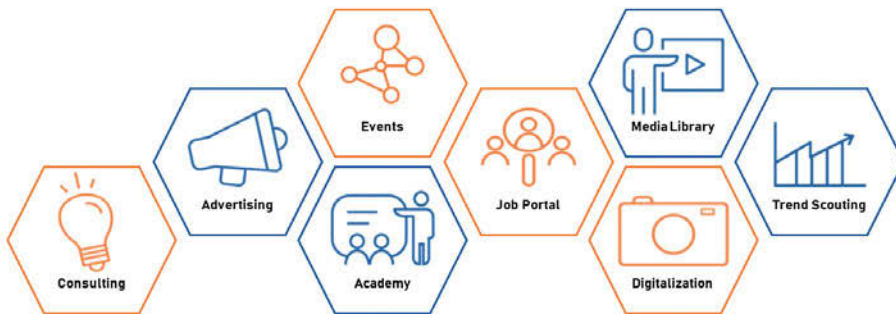 Events
Media Library
Advertising
Job Portal
Trend Scouting
Consulting
Academy
Digitalization